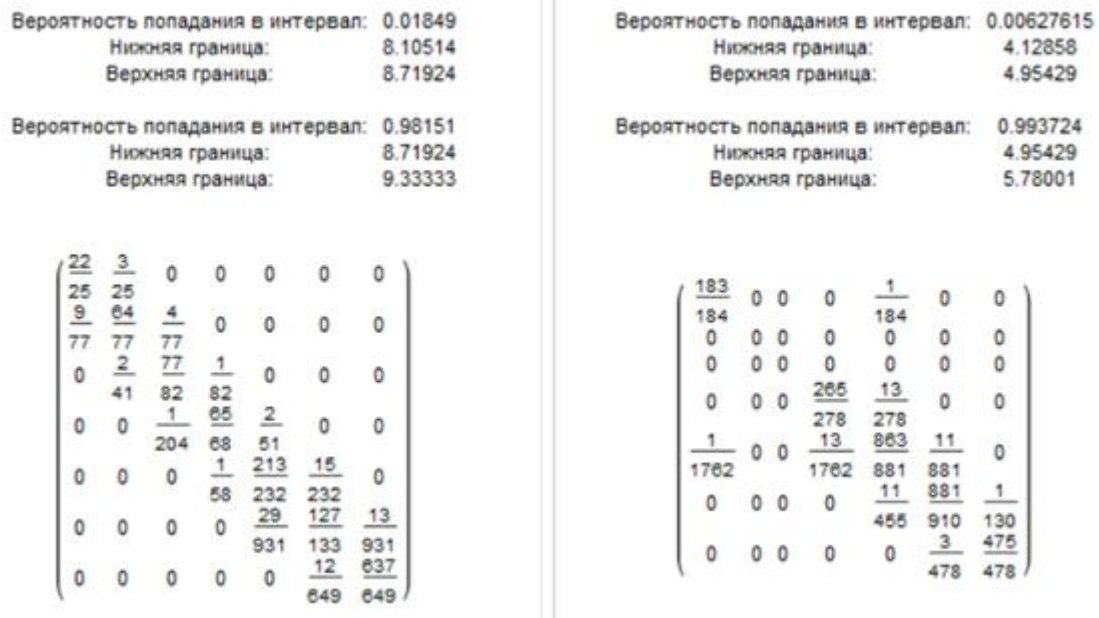 Вероятность попадания в интервал: 0.01849
Нижняя граница: 8.10514
Верхняя граница: 8.71924
Вероятность попадания в интервал: 0.98151
Нижняя граница: 8.71924
Верхняя граница: 9.33333
22/25 3/25 0 0 0 0 0
9/77 64/77 4/77 0 0 0 0
0 2/41 77/82 1/82 0 0 0
0 0 1/204 65/68 2/51 0 0
0 0 0 1/58 213/232 15/232 0
0 0 0 0 29/931 127/133 13/931
0 0 0 0 0 12/649 637/649
Вероятность попадания в интервал: 0.00627615
Нижняя граница: 4.12858
Верхняя граница: 4.95429
Вероятность попадания в интервал: 0.993724
Нижняя граница: 4.95429
Верхняя граница: 5.78001
183/184 0 0 0 1/184 0 0
0 0 0 0 0 0 0
0 0 0 0 0 0 0
0 0 0 265/278 13/278 0 0
1/1762 0 0 13/1762 863/881 11/881 0
0 0 0 0 11/455 881/910 1/130
0 0 0 0 0 3/478 475/478